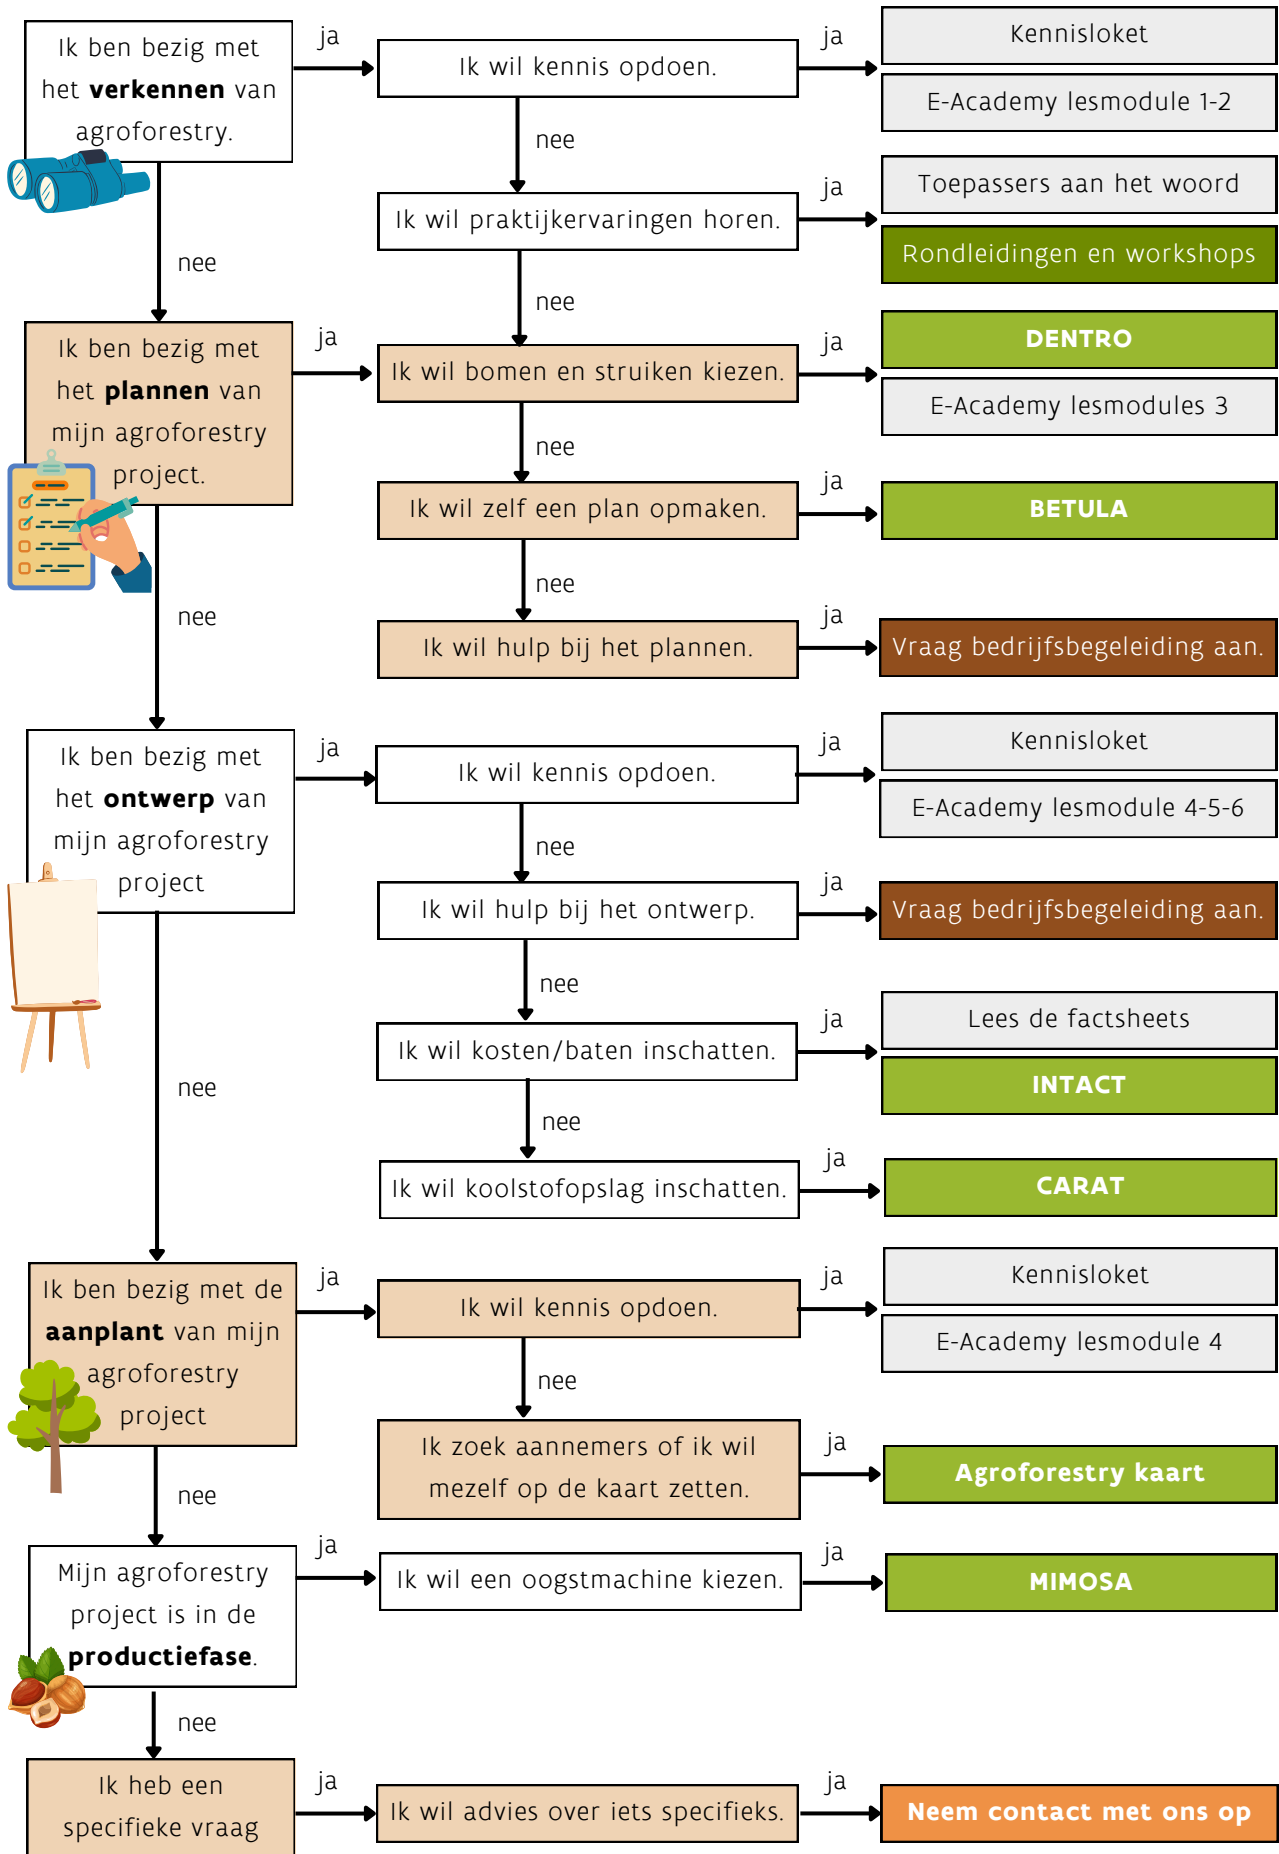 Ik ben bezig met
het verkennen van
agroforestry.
ja
Ik wil kennis opdoen.
ja
Kennisloket
E-Academy lesmodule 1-2
nee
Ik wil praktijkervaringen horen.
ja
Toepassers aan het woord
Rondleidingen en workshops
nee
nee
Ik ben bezig met
het plannen van
mijn agroforestry
project.
ja
Ik wil bomen en struiken kiezen.
ja
DENTRO
E-Academy lesmodules 3
nee
Ik wil zelf een plan opmaken.
ja
BETULA
nee
Ik wil hulp bij het plannen.
ja
Vraag bedrijfsbegeleiding aan.
nee
Ik ben bezig met
het ontwerp van
mijn agroforestry
project
ja
Ik wil kennis opdoen.
ja
Kennisloket
E-Academy lesmodule 4-5-6
nee
Ik wil hulp bij het ontwerp.
ja
Vraag bedrijfsbegeleiding aan.
nee
Ik wil kosten/baten inschatten.
ja
Lees de factsheets
INTACT
nee
Ik wil koolstofopslag inschatten.
ja
CARAT
nee
Ik ben bezig met de
aanplant van mijn
agroforestry
project
ja
Ik wil kennis opdoen.
ja
Kennisloket
E-Academy lesmodule 4
nee
Ik zoek aannemers of ik wil
mezelf op de kaart zetten.
ja
Agroforestry kaart
nee
Mijn agroforestry
project is in de
productiefase.
ja
Ik wil een oogstmachine kiezen.
ja
MIMOSA
nee
Ik heb een
specifieke vraag
ja
Ik wil advies over iets specifieks.
ja
Neem contact met ons op